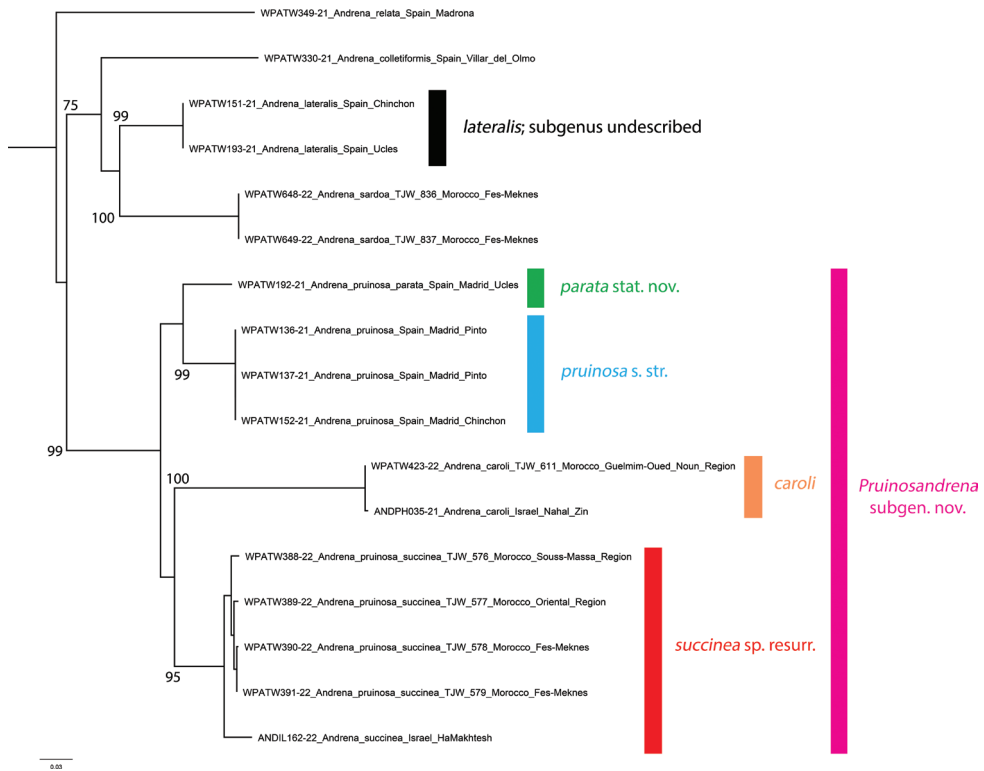 WPATW349-21_Andrena_relata_Spain_Madrona
WPATW330-21_Andrena_colletiformis_Spain_Villar_del_Olmo
75
99
WPATW151-21_Andrena_lateralis_Spain_Chinchon
lateralis; subgenus undescribed
WPATW193-21_Andrena_lateralis_Spain_Ucles
WPATW648-22_Andrena_sardoa_TJW_836_Morocco_Fes-Meknes
100
WPATW649-22_Andrena_sardoa_TJW_837_Morocco_Fes-Meknes
WPATW192-21_Andrena_pruinosa_parata_Spain_Madrid_Ucles
parata stat. nov.
WPATW136-21_Andrena_pruinosa_Spain_Madrid_Pinto
99
WPATW137-21_Andrena_pruinosa_Spain_Madrid_Pinto
pruinosa s. str.
WPATW152-21_Andrena_pruinosa_Spain_Madrid_Chinchon
99
WPATW423-22_Andrena_caroli_TJW_611_Morocco_Guelmim-Oued_Noun_Region
100
caroli
Pruinosandrena
subgen. nov.
ANDPH035-21_Andrena_caroli_Israel_Nahal_Zin
WPATW388-22_Andrena_pruinosa_succinea_TJW_576_Morocco_Souss-Massa_Region
WPATW389-22_Andrena_pruinosa_succinea_TJW_577_Morocco_Oriental_Region
WPATW390-22_Andrena_pruinosa_succinea_TJW_578_Morocco_Fes-Meknes
succinea sp. resurr.
95
WPATW391-22_Andrena_pruinosa_succinea_TJW_579_Morocco_Fes-Meknes
ANDIL162-22_Andrena_succinea_Israel_HaMakhtesh
0.03